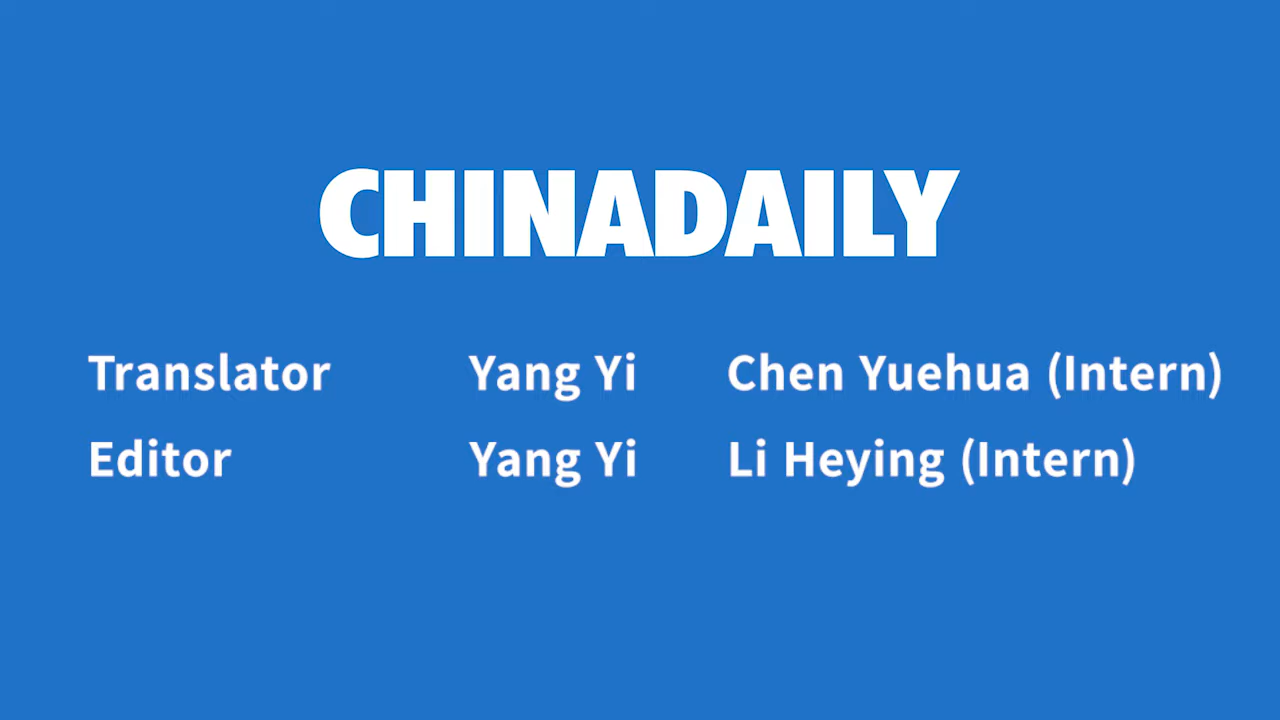 CHINADAILY
Translator Yang Yi Chen Yuehua (Intern)
Editor Yang Yi Li Heying (Intern)